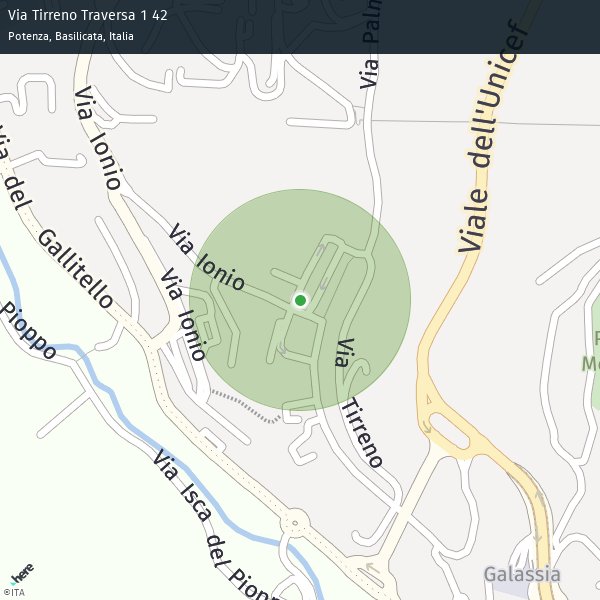 Via Tirreno Traversa 1 42
Potenza, Basilicata, Italia
Via Palm
Viale dell'Unicef
Via Ionio
Via del Gallitello
Via Ionio
Via Ionio
Pioppo
Via Tirreno
Via Isca del Pioppo
Galassia
here
©ITA